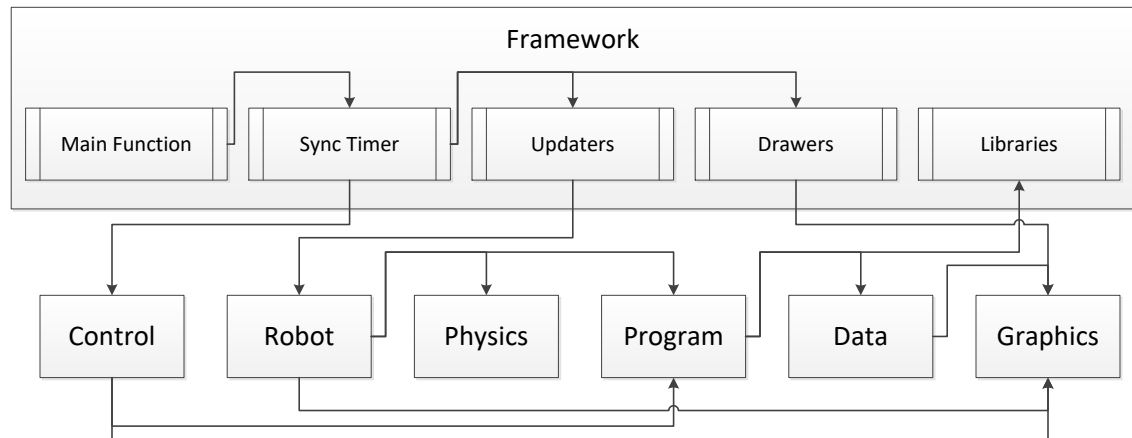 Framework
Main Function
Sync Timer
Updaters
Drawers
Libraries
Control
Robot
Physics
Program
Data
Graphics